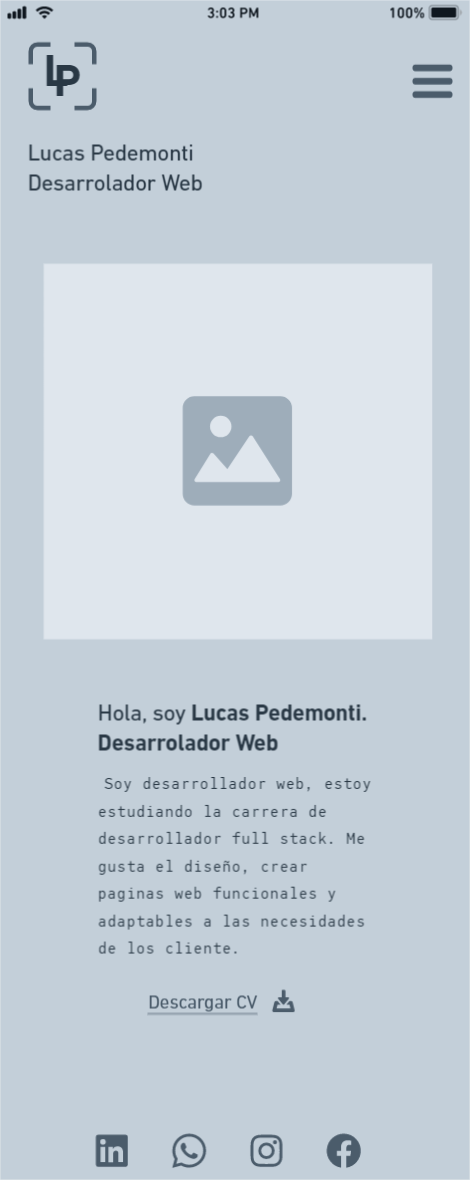 3:03 PM
100%
LP
Lucas Pedemonti
Desarrolador Web
Hola, soy Lucas Pedemonti.
Desarrolador Web
Soy desarrollador web, estoy
estudiando la carrera de
desarrollador full stack. Me
gusta el diseño, crear
paginas web funcionales y
adaptables a las necesidades
de los cliente.
Descargar CV
in